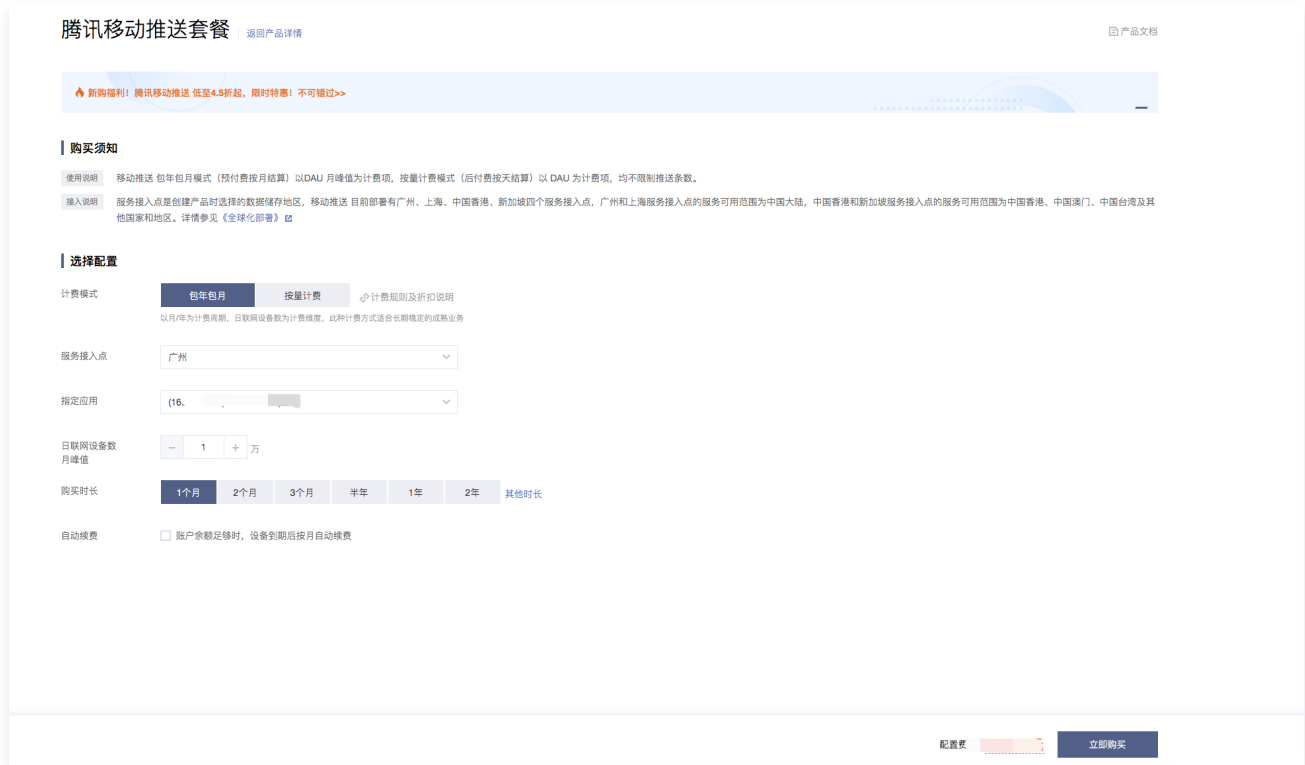 腾讯移动推送套餐 返回产品详情 产品文档
新购福利！腾讯移动推送 低至4.5折起，限时特惠！不可错过>>
购买须知
使用说明 移动推送 包年包月模式（预付费按月结算）以DAU 月峰值为计费项，按量计费模式（后付费按天结算）以 DAU 为计费项，均不限制推送条数。
接入说明 服务接入点是创建产品时选择的数据储存地区，移动推送 目前部署有广州、上海、中国香港、新加坡四个服务接入点，广州和上海服务接入点的服务可用范围为中国大陆，中国香港和新加坡服务接入点的服务可用范围为中国香港、中国澳门、中国台湾及其
他国家和地区。详情参见《全球化部署》
选择配置
计费模式 包年包月 按量计费 计费规则及折扣说明
以月/年为计费周期，日联网设备数为计费维度，此种计费方式适合长期稳定的成熟业务
服务接入点 广州
指定应用 (16、
日联网设备数
月峰值
− 1 + 万
购买时长 1个月 2个月 3个月 半年 1年 2年 其他时长
自动续费 账户余额足够时，设备到期后按月自动续费
配置费 立即购买